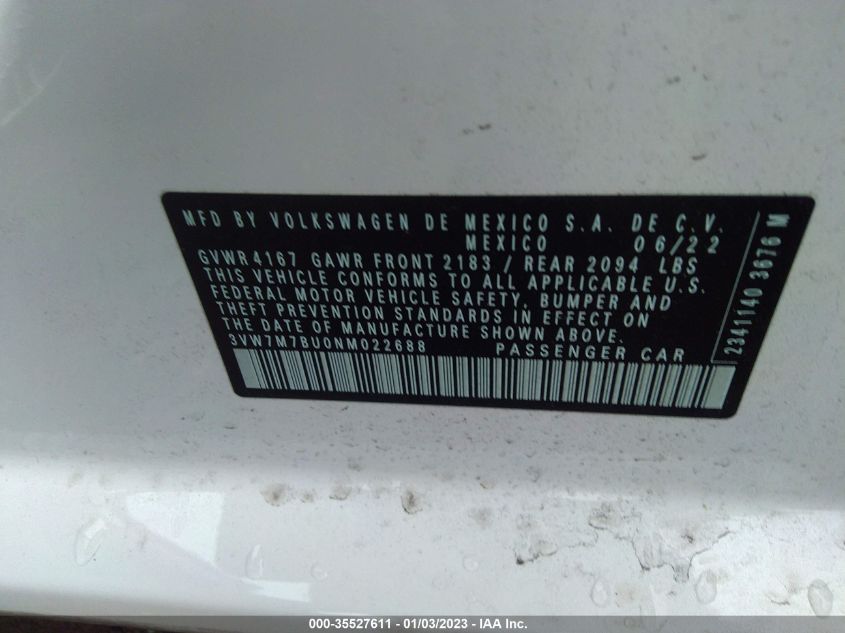 MFD BY VOLKSWAGEN DE MEXICO S.A. DE C.V.
MEXICO 06/22
GVWR4167 GAWR FRONT 2183 / REAR 2094 LBS
THIS VEHICLE CONFORMS TO ALL APPLICABLE U.S.
FEDERAL MOTOR VEHICLE SAFETY, BUMPER AND
THEFT PREVENTION STANDARDS IN EFFECT ON
THE DATE OF MANUFACTURE SHOWN ABOVE.
3VW7M7BU0NM022688 PASSENGER CAR
2341140 3676 M
000-35527611 - 01/03/2023 - IAA Inc.